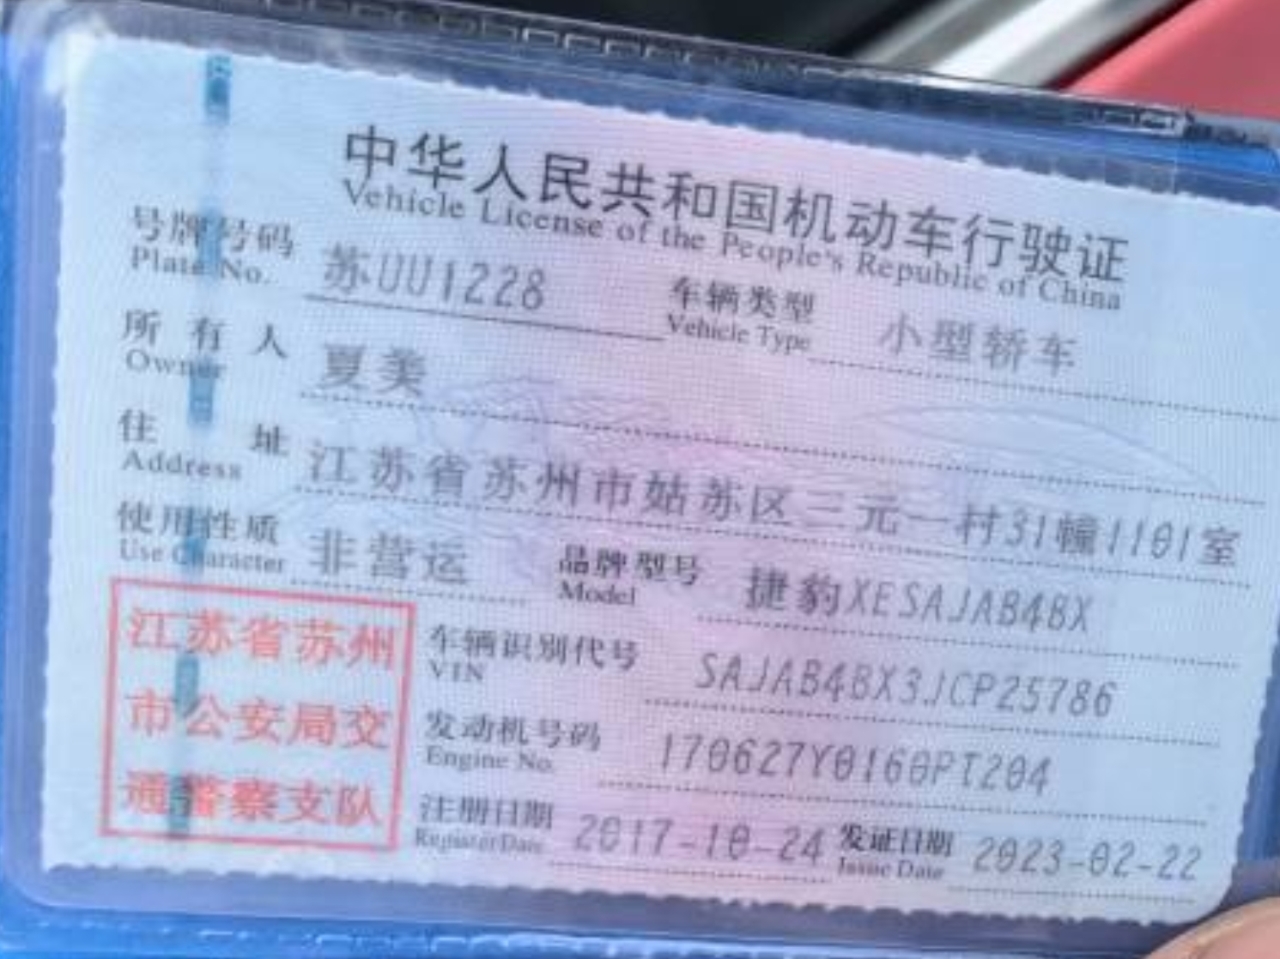 中华人民共和国机动车行驶证
Vehicle License of the People's Republic of China
号牌号码 苏UU1228 车辆类型 小型轿车
Plate No. Vehicle Type
所有人 夏美
Owner
住址 江苏省苏州市姑苏区三元一村31幢1101室
Address
使用性质 非营运 品牌型号 捷豹XESAJAB4BX
Use Character Model
江苏省苏州
市公安局交
通警察支队
车辆识别代号 SAJAB4BX3JCP25786
VIN
发动机号码 170627Y0160PT204
Engine No.
注册日期 2017-10-24 发证日期 2023-02-22
Register Date Issue Date